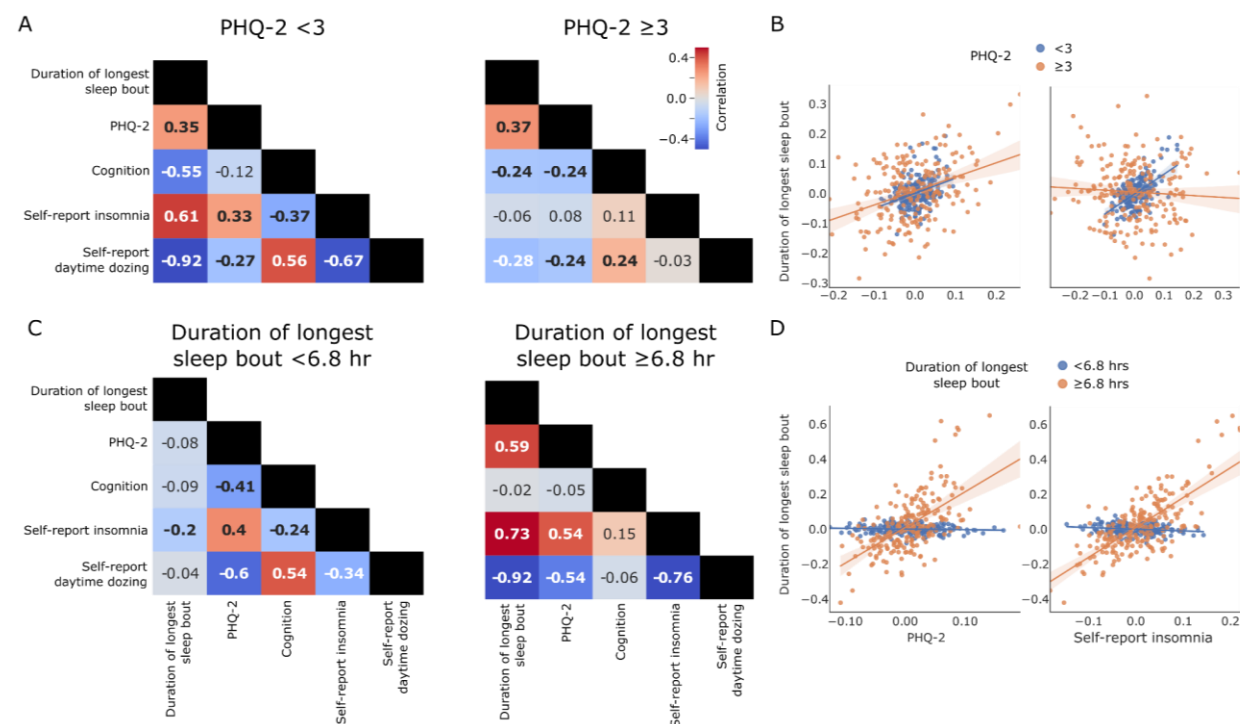 A
PHQ-2 <3
PHQ-2 ≥3
Duration of longest
sleep bout
PHQ-2
Cognition
Self-report insomnia
Self-report
daytime dozing
0.35
-0.55 -0.12
0.61 0.33 -0.37
-0.92 -0.27 0.56 -0.67
0.37
-0.24 -0.24
-0.06 0.08 0.11
-0.28 -0.24 0.24 -0.03
0.4
0.0
−0.4
Correlation
B
PHQ-2
<3
≥3
Duration of longest sleep bout
0.3
0.2
0.1
0.0
−0.1
−0.2
−0.3
−0.2 −0.1 0.0 0.1 0.2
−0.2 0.0 0.1 0.3
C
Duration of longest
sleep bout <6.8 hr
Duration of longest
sleep bout ≥6.8 hr
Duration of longest
sleep bout
PHQ-2
Cognition
Self-report insomnia
Self-report
daytime dozing
-0.08
-0.09 -0.41
-0.2 0.4 -0.24
-0.04 -0.6 0.54 -0.34
Duration of longest
sleep bout
PHQ-2
Cognition
Self-report insomnia
Self-report
daytime dozing
0.59
-0.02 -0.05
0.73 0.54 0.15
-0.92 -0.54 -0.06 -0.76
Duration of longest
sleep bout
PHQ-2
Cognition
Self-report insomnia
Self-report
daytime dozing
D
Duration of longest
sleep bout
<6.8 hrs
≥6.8 hrs
Duration of longest sleep bout
0.6
0.4
0.2
0.0
−0.2
−0.4
−0.10 0.00 0.10
PHQ-2
0.6
0.4
0.2
0.0
−0.2
−0.4
−0.1 0.0 0.1 0.2
Self-report insomnia